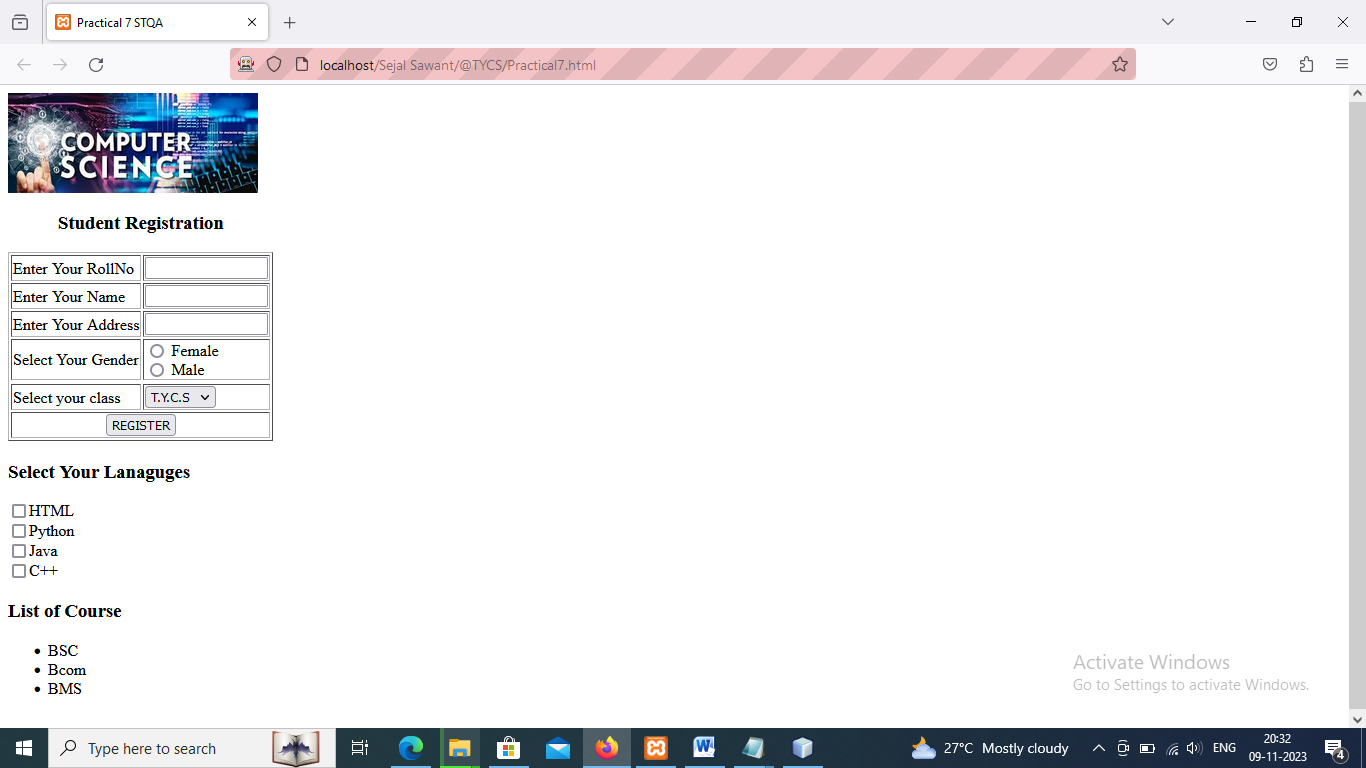 Practical 7 STQA
localhost/Sejal Sawant/@TYCS/Practical7.html
COMPUTER
SCIENCE
Student Registration
Enter Your RollNo
Enter Your Name
Enter Your Address
Select Your Gender
Female
Male
Select your class T.Y.C.S
REGISTER
Select Your Lanaguges
HTML
Python
Java
C++
List of Course
• BSC
• Bcom
• BMS
Activate Windows
Go to Settings to activate Windows.
Type here to search
27°C Mostly cloudy
ENG
20:32
09-11-2023
4